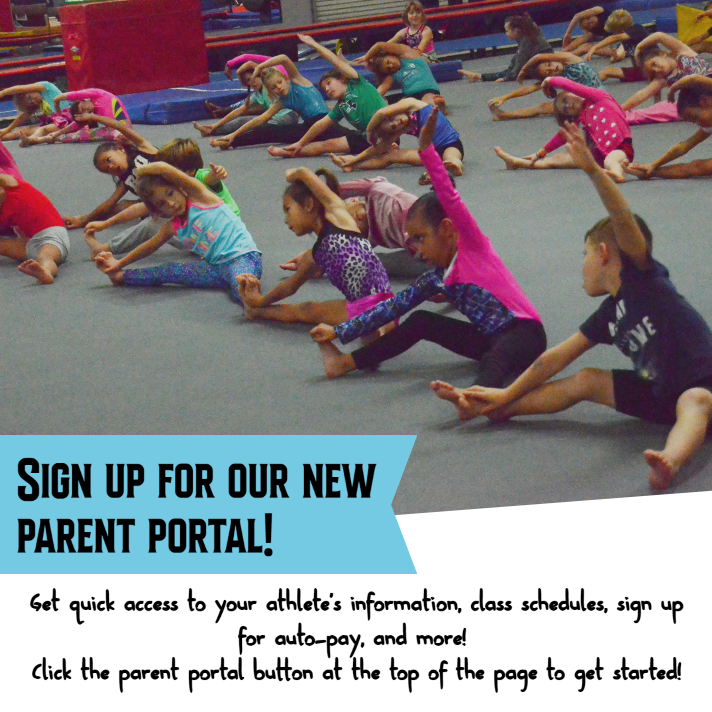 Sign up for our new
parent portal!
Get quick access to your athlete's information, class schedules, sign up
for auto-pay, and more!
Click the parent portal button at the top of the page to get started!